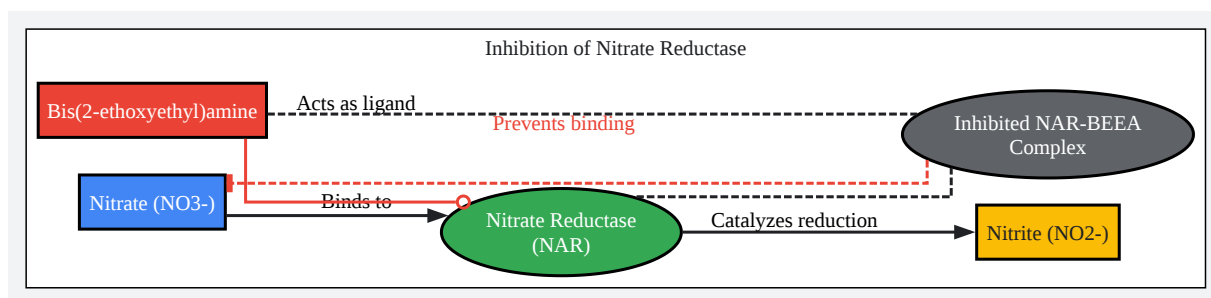 Inhibition of Nitrate Reductase
Bis(2-ethoxyethyl)amine
Acts as ligand
Prevents binding
Inhibited NAR-BEEA
Complex
Nitrate (NO3-)
Binds to
Nitrate Reductase
(NAR)
Catalyzes reduction
Nitrite (NO2-)